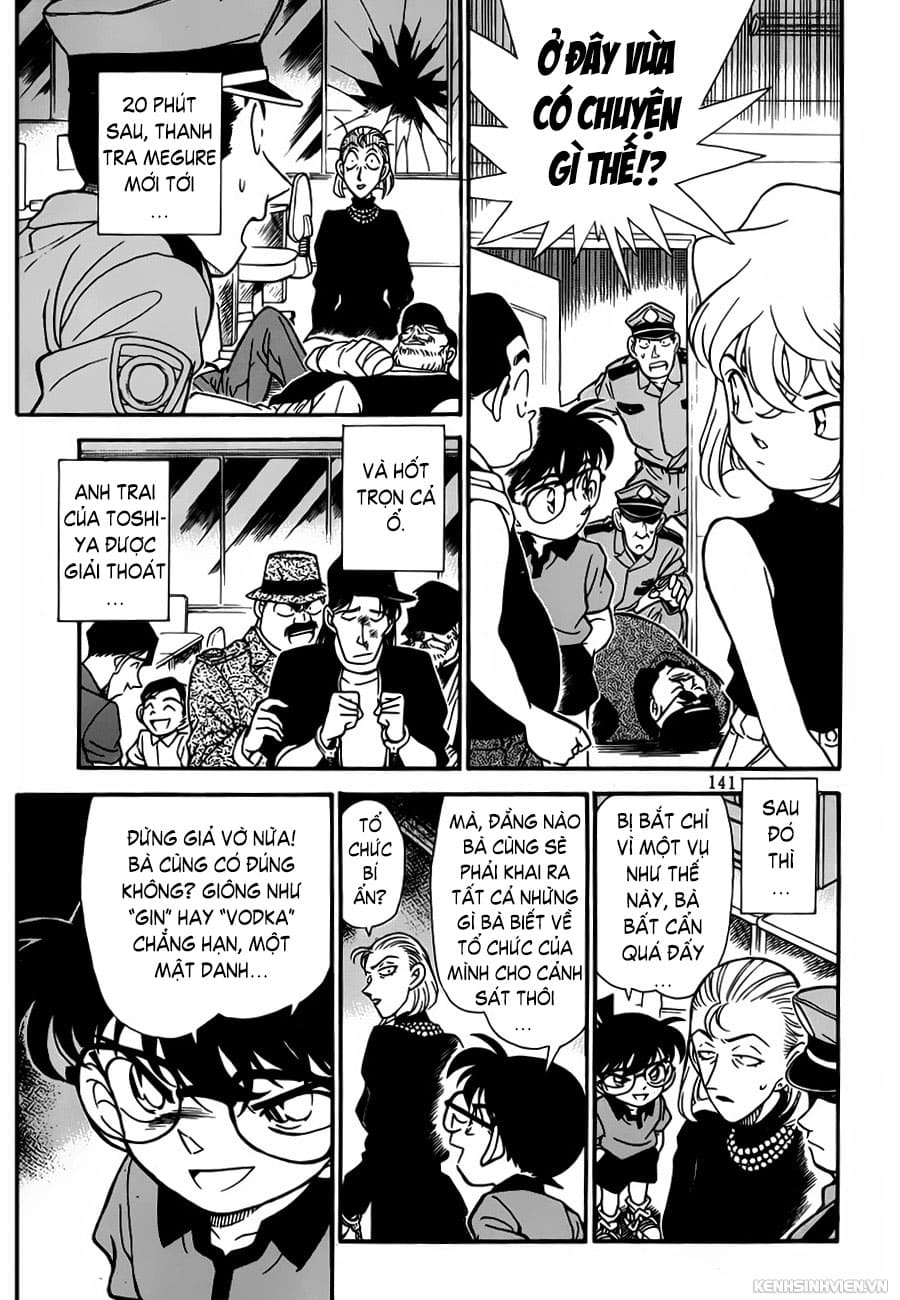 Ở ĐÂY VỪA
CÓ CHUYỆN
GÌ THẾ!?
20 PHÚT
SAU, THANH
TRA MEGURE
MỚI TỚI
...
VÀ HỐT
TRỌN CẢ
Ổ.
ANH TRAI
CỦA TOSHI-
YA ĐƯỢC
GIẢI THOÁT
...
141
SAU
ĐÓ
THÌ
...
BỊ BẮT CHỈ
VÌ MỘT VỤ
NHƯ THẾ
NÀY, BÀ
BẤT CẨN
QUÁ ĐẤY
...
MÀ, ĐẰNG NÀO
BÀ CŨNG SẼ
PHẢI KHAI RA
TẤT CẢ NHỮNG
GÌ BÀ BIẾT VỀ
TỔ CHỨC CỦA
MÌNH CHO CẢNH
SÁT THÔI
...
TỔ
CHỨC
BÍ
ẨN?
ĐỪNG GIẢ VỜ NỮA!
BÀ CŨNG CÓ ĐÚNG
KHÔNG? GIỐNG NHƯ
“GIN” HAY “VODKA”
CHẲNG HẠN, MỘT
MẬT DANH...
KENHSINHVIEN.VN